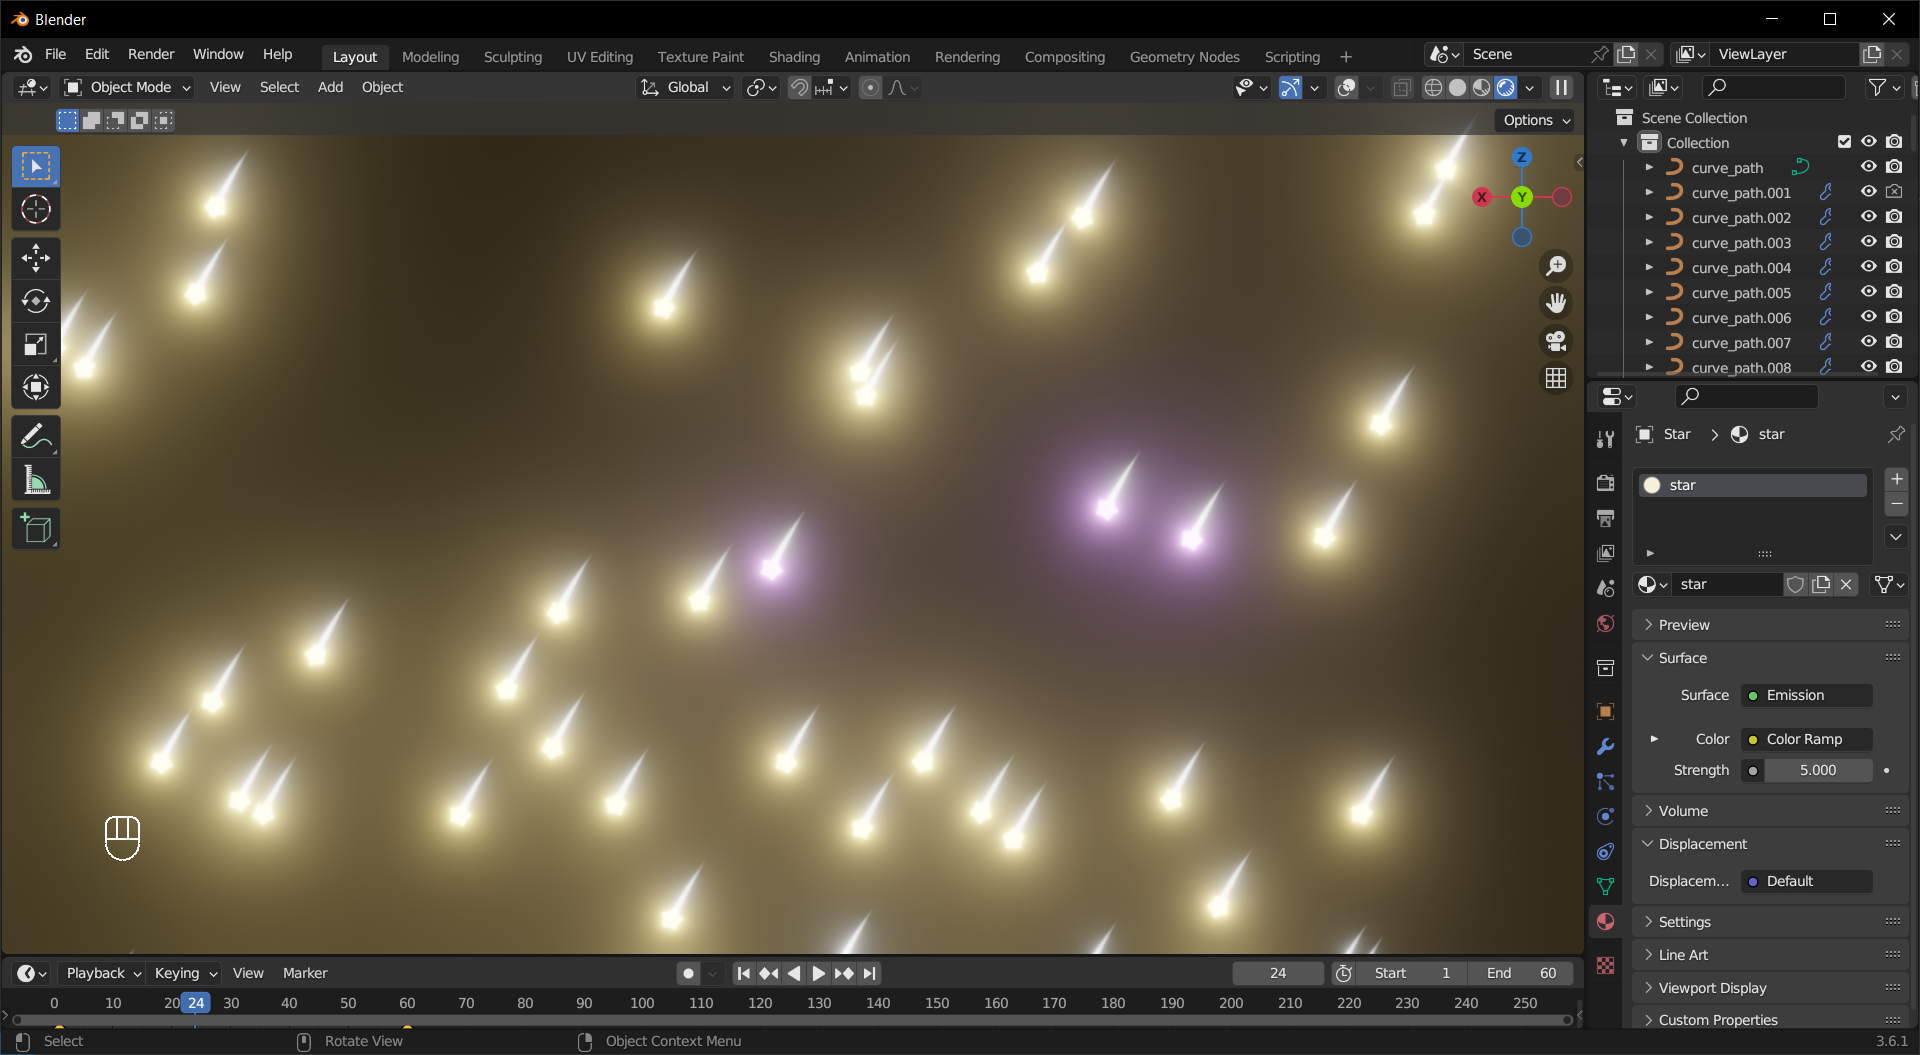 Blender
File Edit Render Window Help Layout Modeling Sculpting UV Editing Texture Paint Shading Animation Rendering Compositing Geometry Nodes Scripting + Scene ViewLayer
Object Mode View Select Add Object Global
Options
Z
X Y
Scene Collection
Collection
curve_path
curve_path.001
curve_path.002
curve_path.003
curve_path.004
curve_path.005
curve_path.006
curve_path.007
curve_path.008
Star > star
star
star
Preview
Surface
Surface Emission
Color Color Ramp
Strength 5.000
Volume
Displacement
Displacem... Default
Settings
Line Art
Viewport Display
Custom Properties
Playback Keying View Marker 24 Start 1 End 60
0 10 20 24 30 40 50 60 70 80 90 100 110 120 130 140 150 160 170 180 190 200 210 220 230 240 250
Select Rotate View Object Context Menu 3.6.1